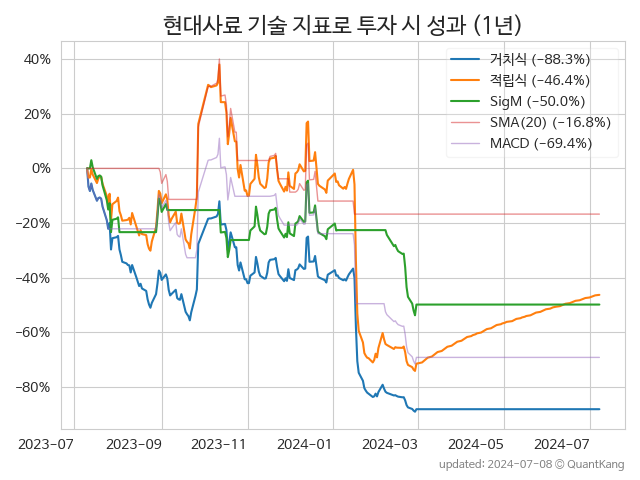 현대사료 기술 지표로 투자 시 성과 (1년)
거치식 (−88.3%)
적립식 (−46.4%)
SigM (−50.0%)
SMA(20) (−16.8%)
MACD (−69.4%)
40%
20%
0%
−20%
−40%
−60%
−80%
2023-07 2023-09 2023-11 2024-01 2024-03 2024-05 2024-07
updated: 2024-07-08 © QuantKang